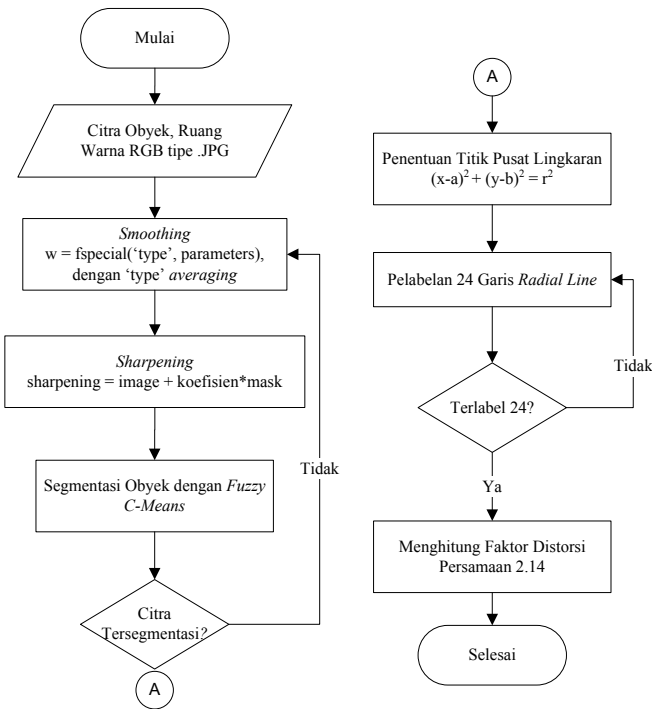 Mulai
Citra Obyek, Ruang
Warna RGB tipe .JPG
Smoothing
w = fspecial(‘type’, parameters),
dengan ‘type’ averaging
Sharpening
sharpening = image + koefisien*mask
Segmentasi Obyek dengan Fuzzy
C-Means
Tidak
Citra
Tersegmentasi?
A
A
Penentuan Titik Pusat Lingkaran
(x-a)² + (y-b)² = r²
Pelabelan 24 Garis Radial Line
Tidak
Terlabel 24?
Ya
Menghitung Faktor Distorsi
Persamaan 2.14
Selesai